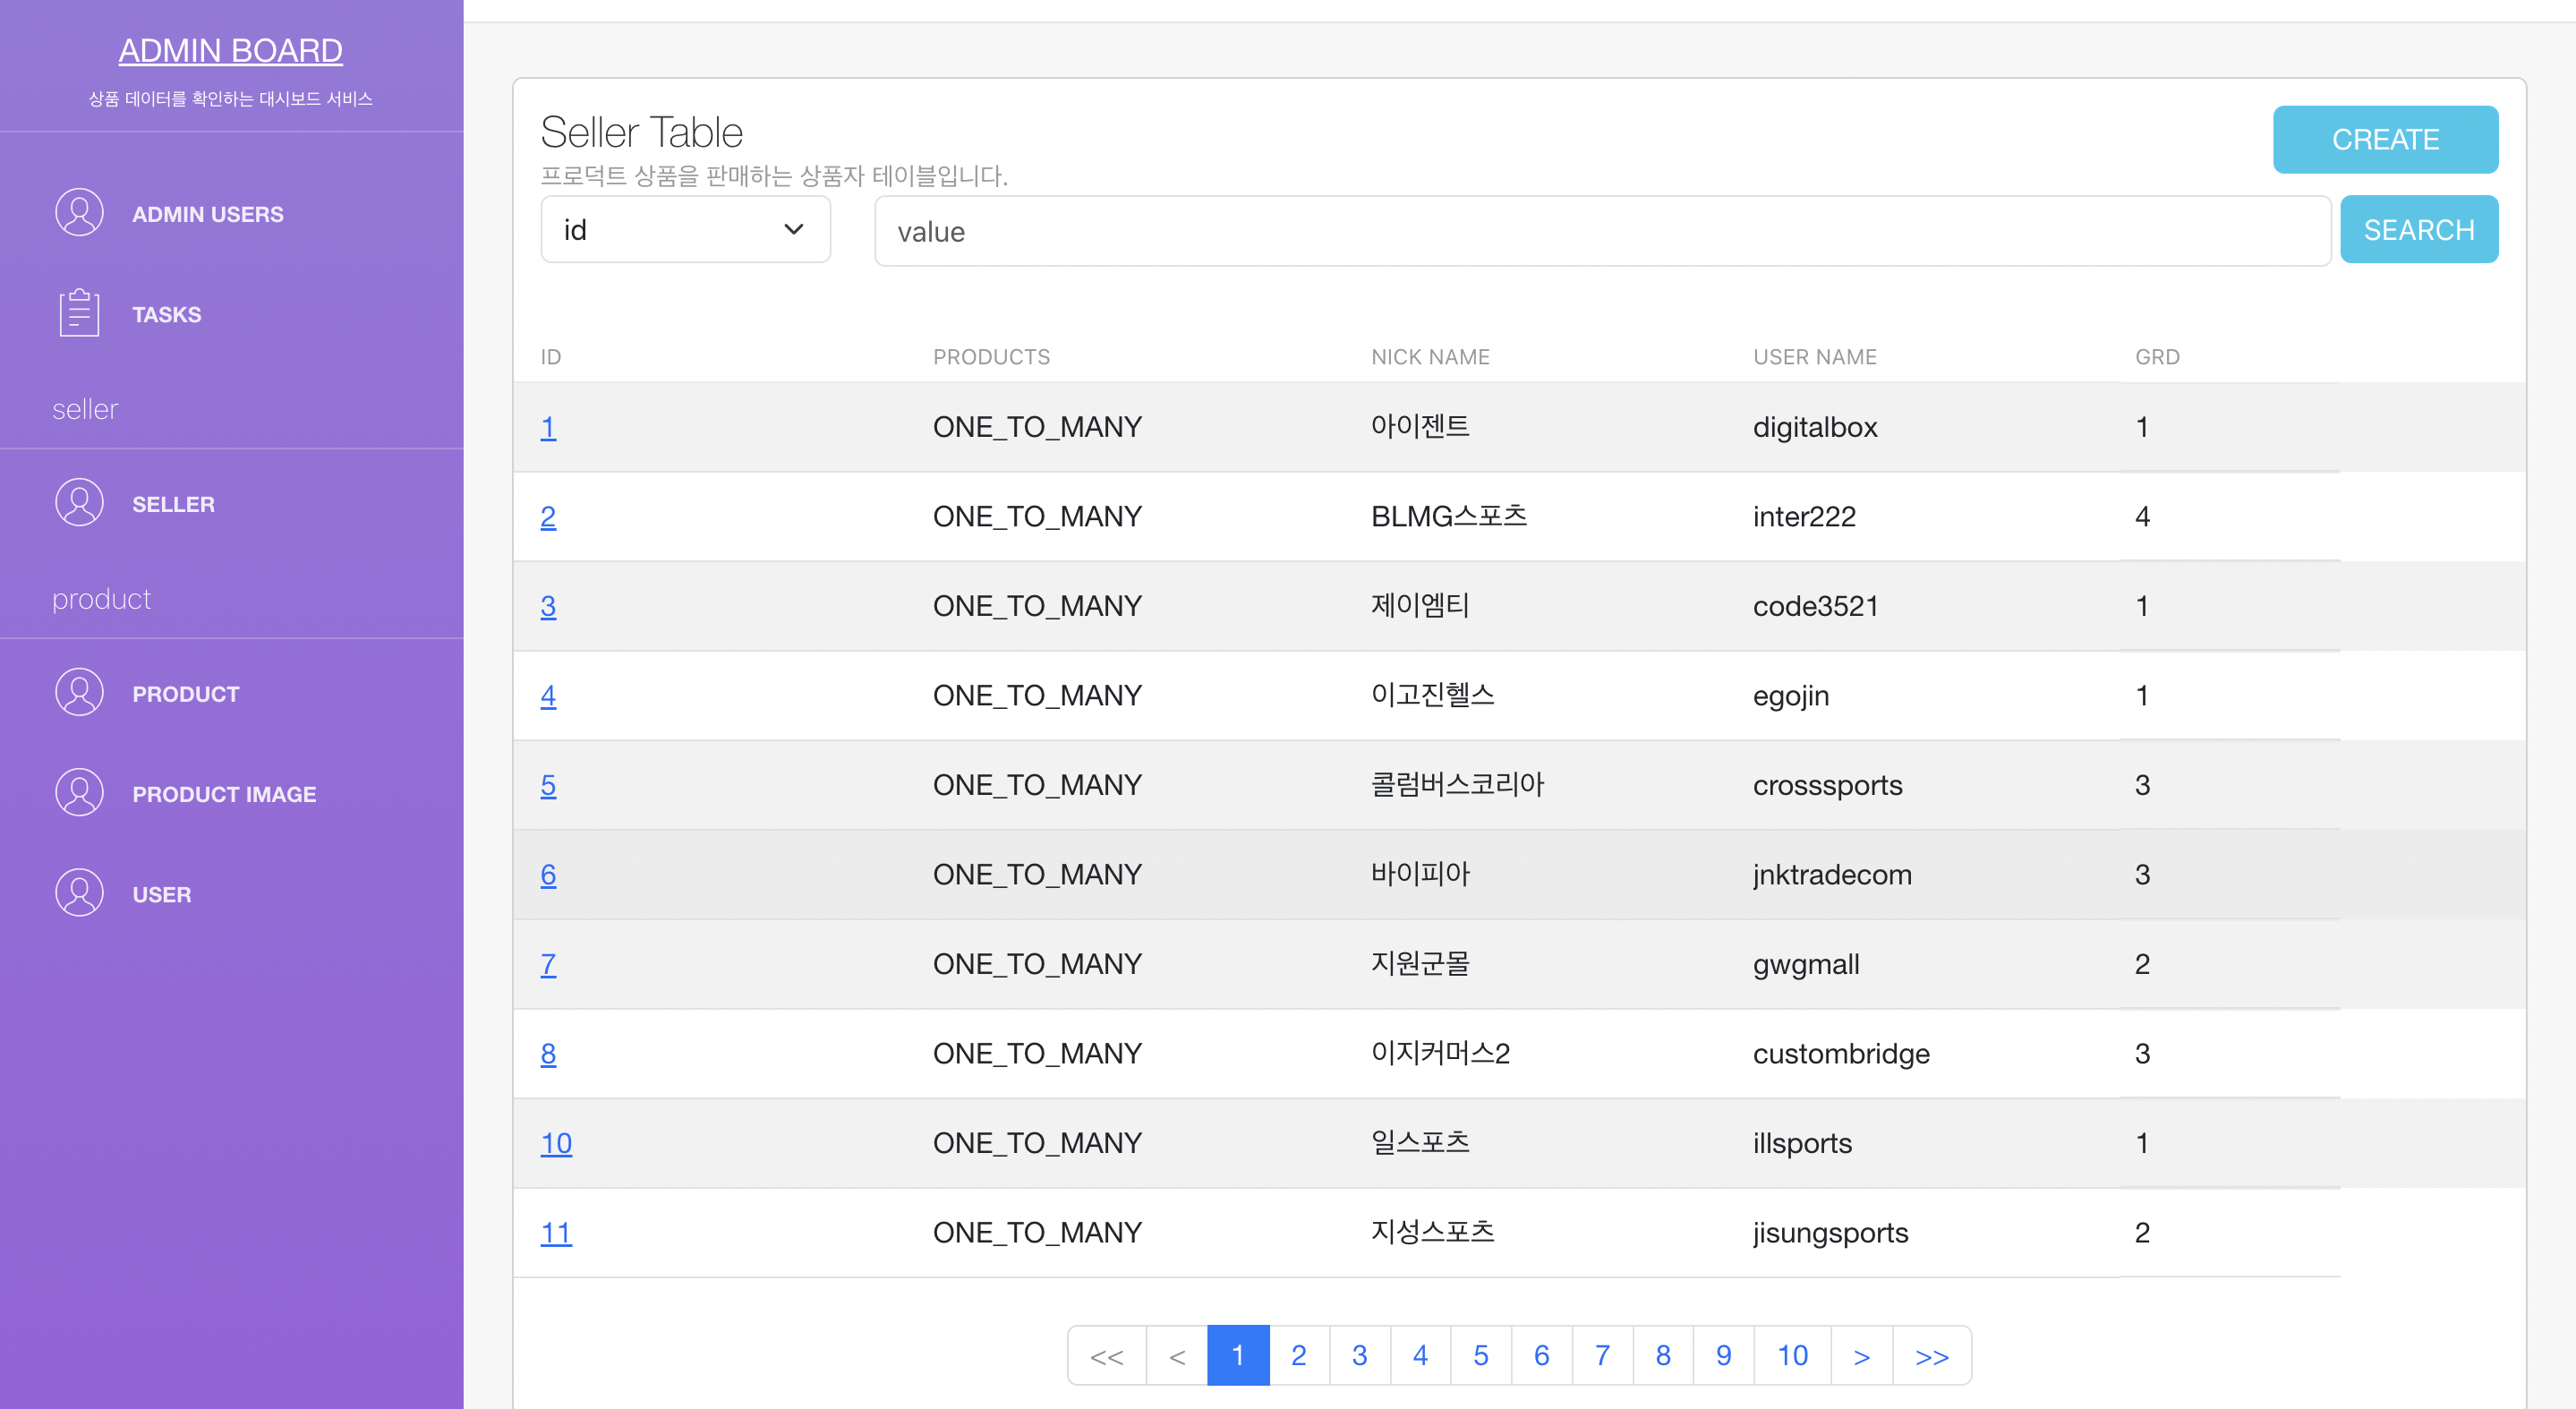 ADMIN BOARD
상품 데이터를 확인하는 대시보드 서비스
ADMIN USERS
TASKS
seller
SELLER
product
PRODUCT
PRODUCT IMAGE
USER
Seller Table
CREATE
프로덕트 상품을 판매하는 상품자 테이블입니다.
id value SEARCH
ID PRODUCTS NICK NAME USER NAME GRD
1 ONE_TO_MANY 아이젠트 digitalbox 1
2 ONE_TO_MANY BLMG스포츠 inter222 4
3 ONE_TO_MANY 제이엠티 code3521 1
4 ONE_TO_MANY 이고진헬스 egojin 1
5 ONE_TO_MANY 콜럼버스코리아 crosssports 3
6 ONE_TO_MANY 바이피아 jnktradecom 3
7 ONE_TO_MANY 지원군몰 gwgmall 2
8 ONE_TO_MANY 이지커머스2 custombridge 3
10 ONE_TO_MANY 일스포츠 illsports 1
11 ONE_TO_MANY 지성스포츠 jisungsports 2
<< < 1 2 3 4 5 6 7 8 9 10 > >>